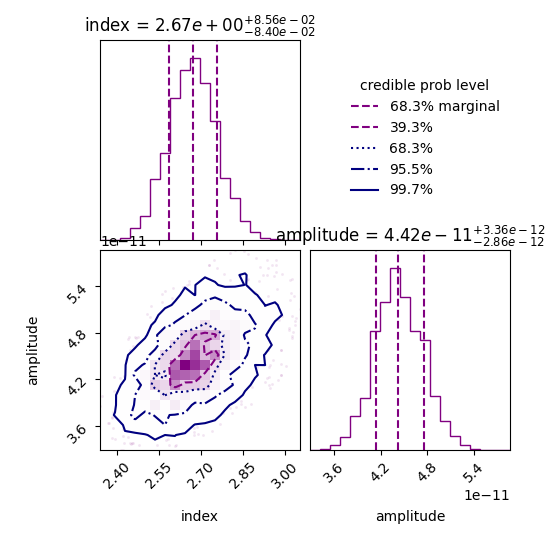 index = 2.67e+00+8.56e−02 −8.40e−02
credible prob level
68.3% marginal
39.3%
68.3%
95.5%
99.7%
1e−11
amplitude = 4.42e−11+3.36e−12 −2.86e−12
5.4
4.8
4.2
3.6
amplitude
2.40 2.55 2.70 2.85 3.00
index
3.6 4.2 4.8 5.4
1e−11
amplitude